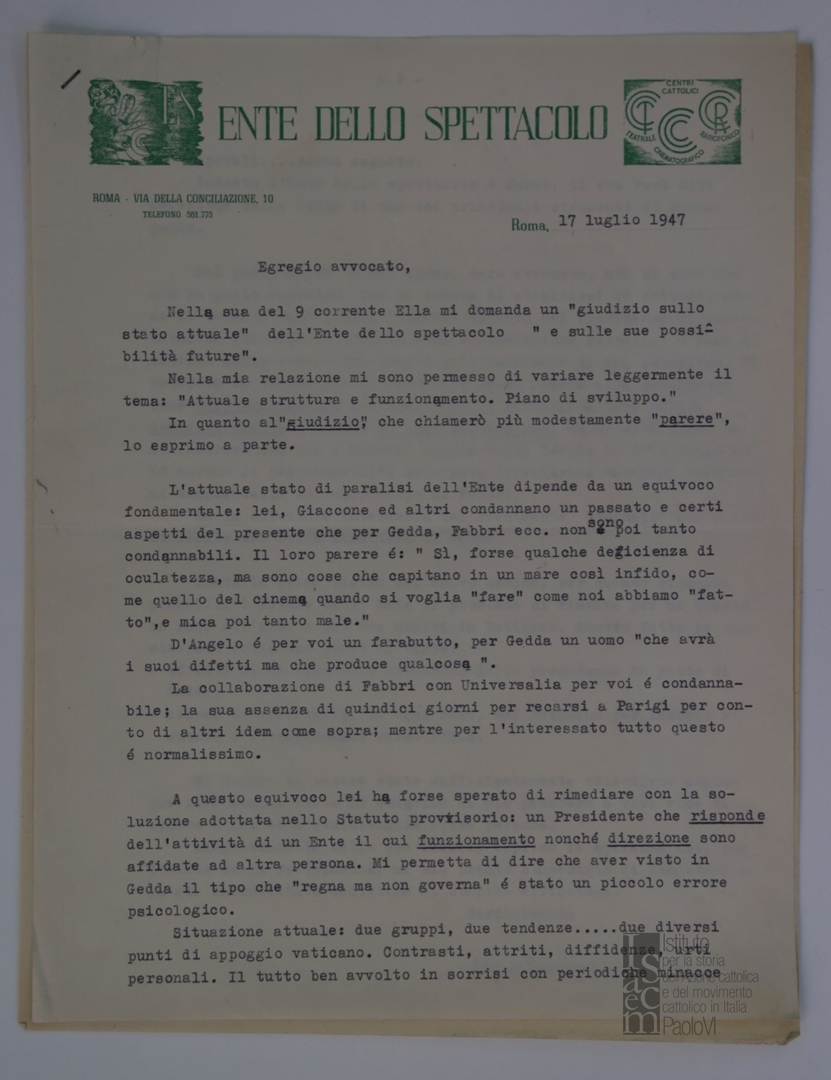 CENTRI
CATTOLICI
ENTE DELLO SPETTACOLO
TEATRALE
CINEMATOGRAFICO
RADIOFONICO
ROMA - VIA DELLA CONCILIAZIONE, 10
TELEFONO 561.775
Roma, 17 luglio 1947
Egregio avvocato,
Nella sua del 9 corrente Ella mi domanda un "giudizio sullo
stato attuale" dell'Ente dello spettacolo " e sulle sue possi-
bilità future".
Nella mia relazione mi sono permesso di variare leggermente il
tema: "Attuale struttura e funzionamento. Piano di sviluppo."
In quanto al"giudizio", che chiamerò più modestamente "parere",
lo esprimo a parte.
L'attuale stato di paralisi dell'Ente dipende da un equivoco
fondamentale: lei, Giaccone ed altri condannano un passato e certi
aspetti del presente che per Gedda, Fabbri ecc. non sono poi tanto
condannabili. Il loro parere é: " Sì, forse qualche deficienza di
oculatezza, ma sono cose che capitano in un mare così infido, co-
me quello del cinema quando si voglia "fare" come noi abbiamo "fat-
to",e mica poi tanto male."
D'Angelo é per voi un farabutto, per Gedda un uomo "che avrà
i suoi difetti ma che produce qualcosa ".
La collaborazione di Fabbri con Universalia per voi é condanna-
bile; la sua assenza di quindici giorni per recarsi a Parigi per con-
to di altri idem come sopra; mentre per l'interessato tutto questo
é normalissimo.
A questo equivoco lei ha forse sperato di rimediare con la so-
luzione adottata nello Statuto provvisorio: un Presidente che risponde
dell'attività di un Ente il cui funzionamento nonché direzione sono
affidate ad altra persona. Mi permetta di dire che aver visto in
Gedda il tipo che "regna ma non governa" é stato un piccolo errore
psicologico.
Situazione attuale: due gruppi, due tendenze.....due diversi
punti di appoggio vaticano. Contrasti, attriti, diffidenze, urti
personali. Il tutto ben avvolto in sorrisi con periodiche minacce
Istituto
per la storia
dell'Azione cattolica
e del movimento
cattolico in Italia
PaoloVI